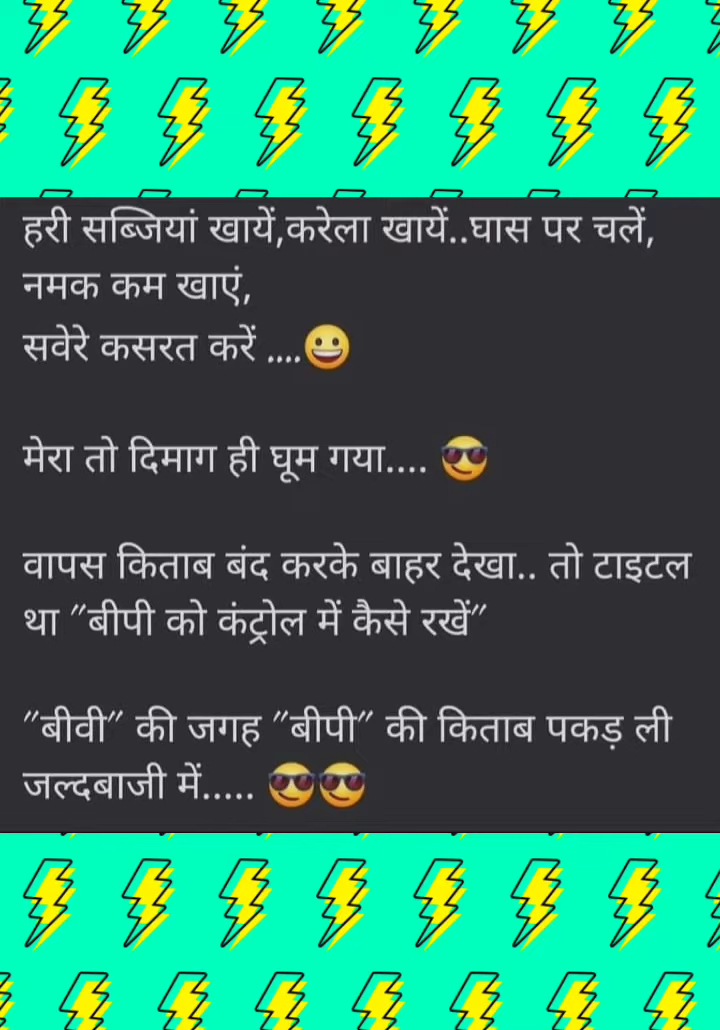 हरी सब्जियां खायें,करेला खायें..घास पर चलें,
नमक कम खाएं,
सवेरे कसरत करें ....😀
मेरा तो दिमाग ही घूम गया.... 😎
वापस किताब बंद करके बाहर देखा.. तो टाइटल
था ″बीपी को कंट्रोल में कैसे रखें″
″बीवी″ की जगह ″बीपी″ की किताब पकड़ ली
जल्दबाजी में..... 😎😎